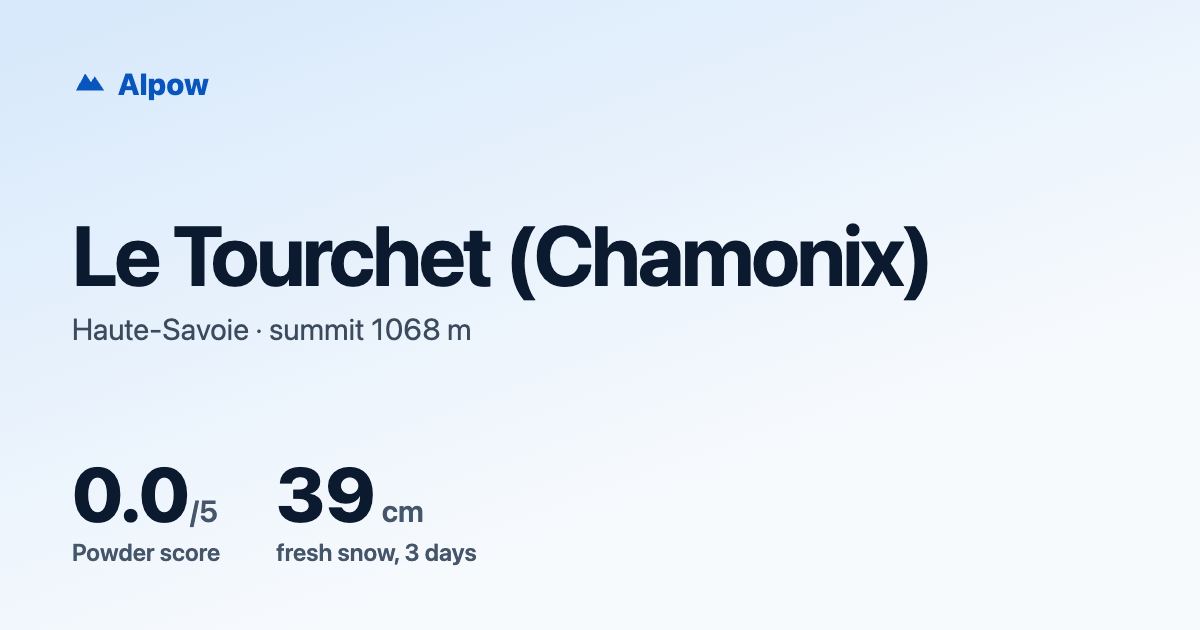 Alpow
Le Tourchet (Chamonix)
Haute-Savoie · summit 1068 m
0.0/5 39 cm
Powder score fresh snow, 3 days